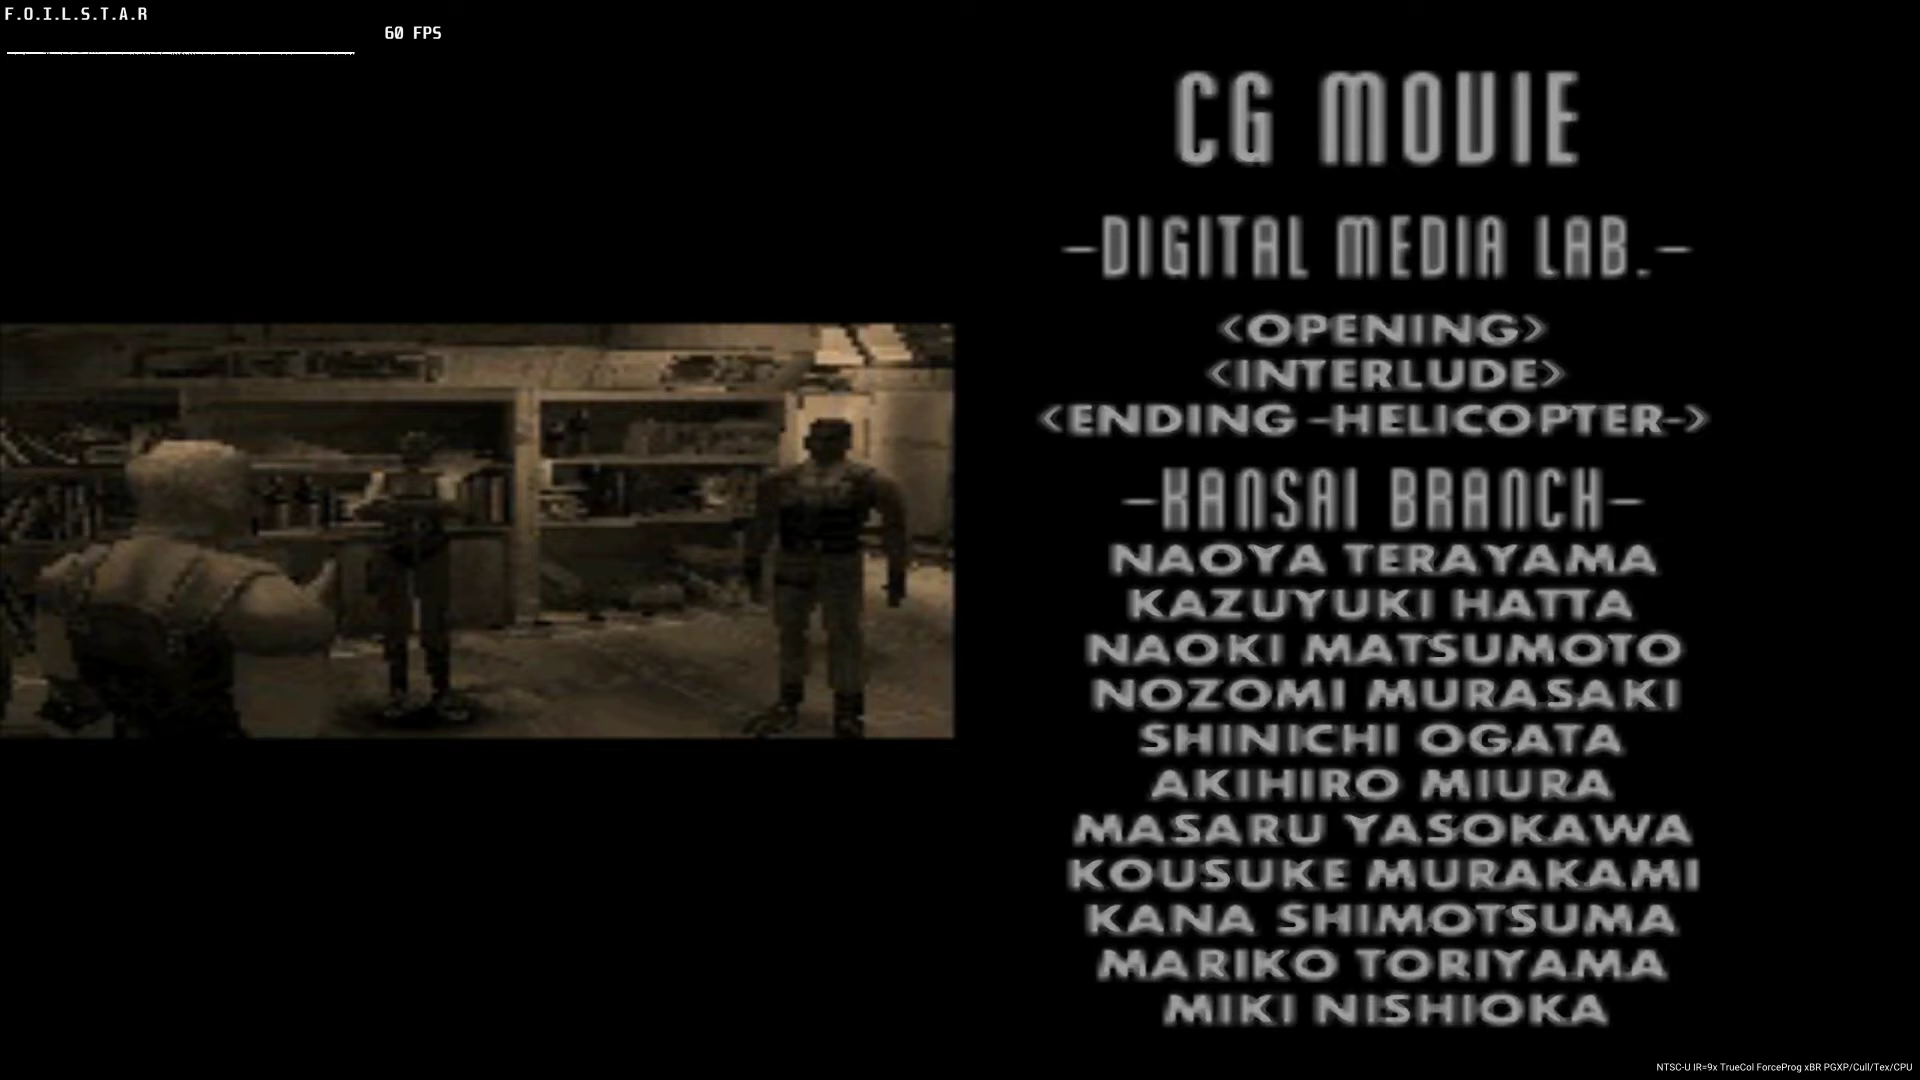 F.O.I.L.S.T.A.R
60 FPS
CG MOVIE
-DIGITAL MEDIA LAB.-
<OPENING>
<INTERLUDE>
<ENDING -HELICOPTER->
-KANSAI BRANCH-
NAOYA TERAYAMA
KAZUYUKI HATTA
NAOKI MATSUMOTO
NOZOMI MURASAKI
SHINICHI OGATA
AKIHIRO MIURA
MASARU YASOKAWA
KOUSUKE MURAKAMI
KANA SHIMOTSUMA
MARIKO TORIYAMA
MIKI NISHIOKA
NTSC-U IR=9x TrueCol ForceProg xBR PGXP/Cull/Tex/CPU